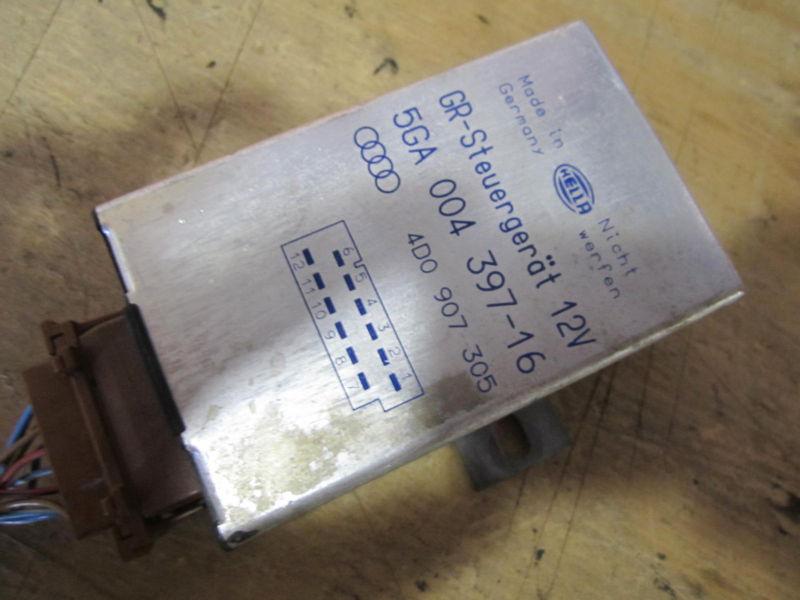 Made in
Germany
HELLA
Nicht
werfen
GR-Steuergerät 12V
5GA 004 397-16
4D0 907 305
6 5 4 3 2 1
12 11 10 9 8 7